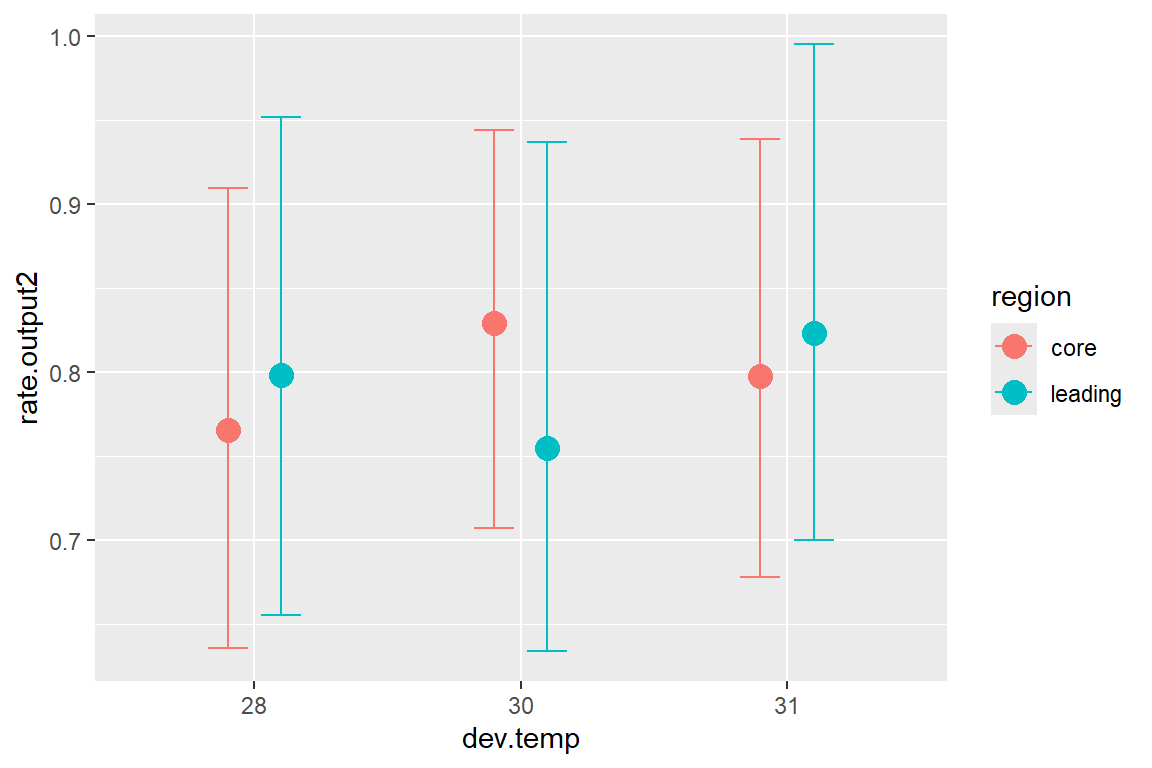 1.0
0.9
0.8
0.7
rate.output2
28 30 31
dev.temp
region
core
leading